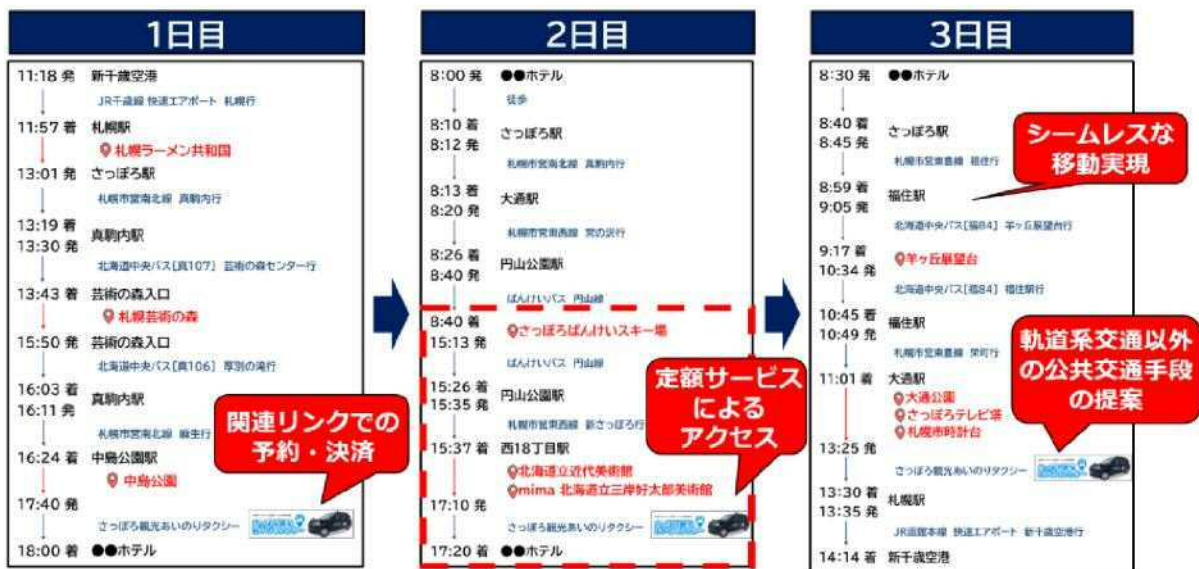 1日目
11:18 発 新千歳空港
JR千歳線 快速エアポート 札幌行
11:57 着 札幌駅
札幌ラーメン共和国
13:01 発 さっぽろ駅
札幌市営南北線 真駒内行
13:19 着
真駒内駅
13:30 発
北海道中央バス[真107] 芸術の森センター行
13:43 着 芸術の森入口
札幌芸術の森
15:50 発 芸術の森入口
北海道中央バス[真106] 厚別の滝行
16:03 着
真駒内駅
16:11 発
札幌市営南北線 麻生行
16:24 着 中島公園駅
中島公園
17:40 発
さっぽろ観光あいのりタクシー
18:00 着 ●●ホテル
関連リンクでの
予約・決済
2日目
8:00 発 ●●ホテル
徒歩
8:10 着
さっぽろ駅
8:12 発
札幌市営南北線 真駒内行
8:13 着
大通駅
8:20 発
札幌市営東西線 宮の沢行
8:26 着
円山公園駅
8:40 発
ばんけいバス 円山線
8:40 着
さっぽろばんけいスキー場
15:13 発
ばんけいバス 円山線
15:26 着
円山公園駅
15:35 発
札幌市営東西線 新さっぽろ行
15:37 着 西18丁目駅
北海道立近代美術館
mima 北海道立三岸好太郎美術館
17:10 発
さっぽろ観光あいのりタクシー
17:20 着 ●●ホテル
定額サービス
による
アクセス
3日目
8:30 発 ●●ホテル
8:40 着
さっぽろ駅
8:45 発
札幌市営東豊線 福住行
8:59 着
福住駅
9:05 発
北海道中央バス[福84] 羊ヶ丘展望台行
9:17 着
羊ヶ丘展望台
10:34 発
北海道中央バス[福84] 福住駅行
10:45 着
福住駅
10:49 発
札幌市営東豊線 栄町行
11:01 着 大通駅
大通公園
さっぽろテレビ塔
札幌市時計台
13:25 発
さっぽろ観光あいのりタクシー
13:30 着
札幌駅
13:35 発
JR函館本線 快速エアポート 新千歳空港行
14:14 着 新千歳空港
シームレスな
移動実現
軌道系交通以外
の公共交通手段
の提案